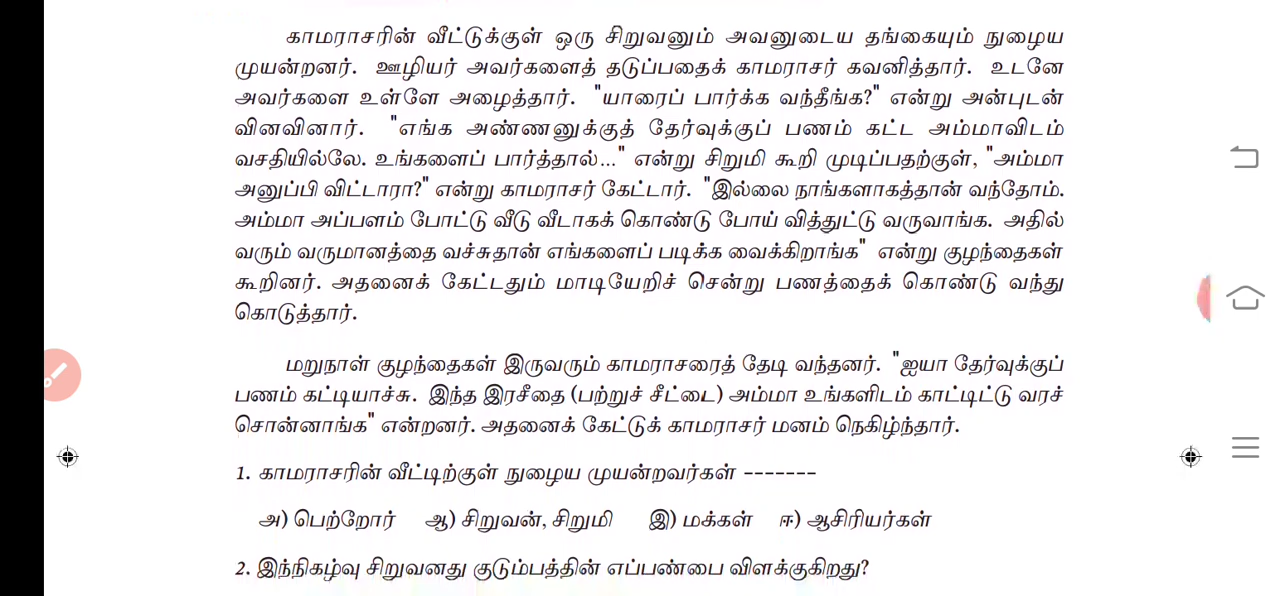 காமராசரின் வீட்டுக்குள் ஒரு சிறுவனும் அவனுடைய தங்கையும் நுழைய
முயன்றனர். ஊழியர் அவர்களைத் தடுப்பதைக் காமராசர் கவனித்தார். உடனே
அவர்களை உள்ளே அழைத்தார். "யாரைப் பார்க்க வந்தீங்க?" என்று அன்புடன்
வினவினார். "எங்க அண்ணனுக்குத் தேர்வுக்குப் பணம் கட்ட அம்மாவிடம்
வசதியில்லே. உங்களைப் பார்த்தால்..." என்று சிறுமி கூறி முடிப்பதற்குள், "அம்மா
அனுப்பி விட்டாரா?" என்று காமராசர் கேட்டார். "இல்லை நாங்களாகத்தான் வந்தோம்.
அம்மா அப்பளம் போட்டு வீடு வீடாகக் கொண்டு போய் வித்துட்டு வருவாங்க. அதில்
வரும் வருமானத்தை வச்சுதான் எங்களைப் படிக்க வைக்கிறாங்க" என்று குழந்தைகள்
கூறினர். அதனைக் கேட்டதும் மாடியேறிச் சென்று பணத்தைக் கொண்டு வந்து
கொடுத்தார்.
மறுநாள் குழந்தைகள் இருவரும் காமராசரைத் தேடி வந்தனர். "ஐயா தேர்வுக்குப்
பணம் கட்டியாச்சு. இந்த இரசீதை (பற்றுச் சீட்டை) அம்மா உங்களிடம் காட்டிட்டு வரச்
சொன்னாங்க" என்றனர். அதனைக் கேட்டுக் காமராசர் மனம் நெகிழ்ந்தார்.
1. காமராசரின் வீட்டிற்குள் நுழைய முயன்றவர்கள் -------
அ) பெற்றோர் ஆ) சிறுவன், சிறுமி இ) மக்கள் ஈ) ஆசிரியர்கள்
2. இந்நிகழ்வு சிறுவனது குடும்பத்தின் எப்பண்பை விளக்குகிறது?